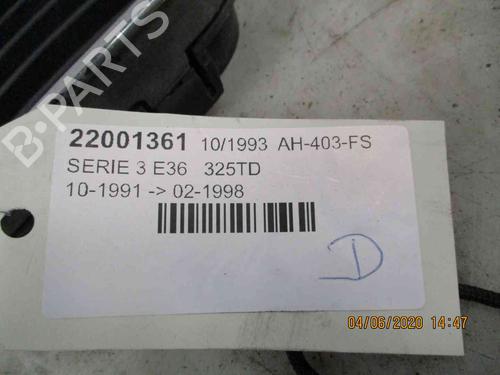 B-PARTS
22001361 10/1993 AH-403-FS
SERIE 3 E36 325TD
10-1991 -> 02-1998
D
04/06/2020 14:47